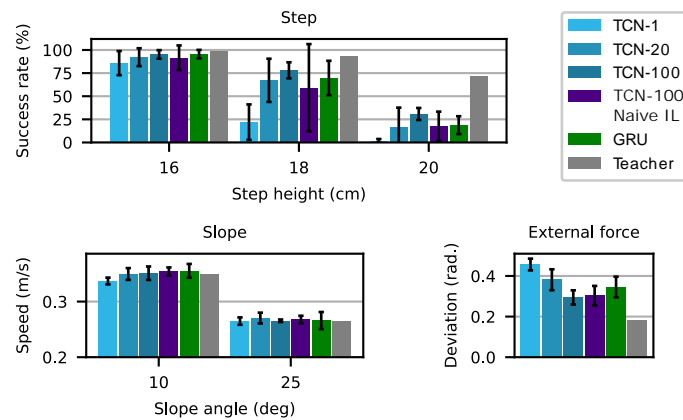 Step
Success rate (%)
100
75
50
25
0
16
18
20
Step height (cm)
TCN-1
TCN-20
TCN-100
TCN-100
Naive IL
GRU
Teacher
Slope
Speed (m/s)
0.3
0.2
10
25
Slope angle (deg)
External force
Deviation (rad.)
0.4
0.2
0.0